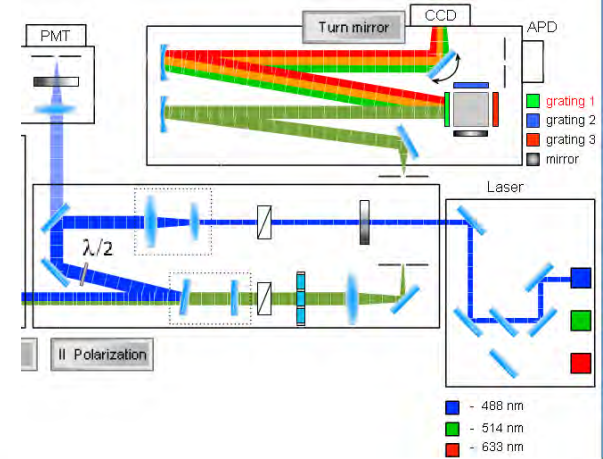 CCD
Turn mirror
APD
PMT
grating 1
grating 2
grating 3
mirror
Laser
λ/2
II Polarization
- 488 nm
- 514 nm
- 633 nm